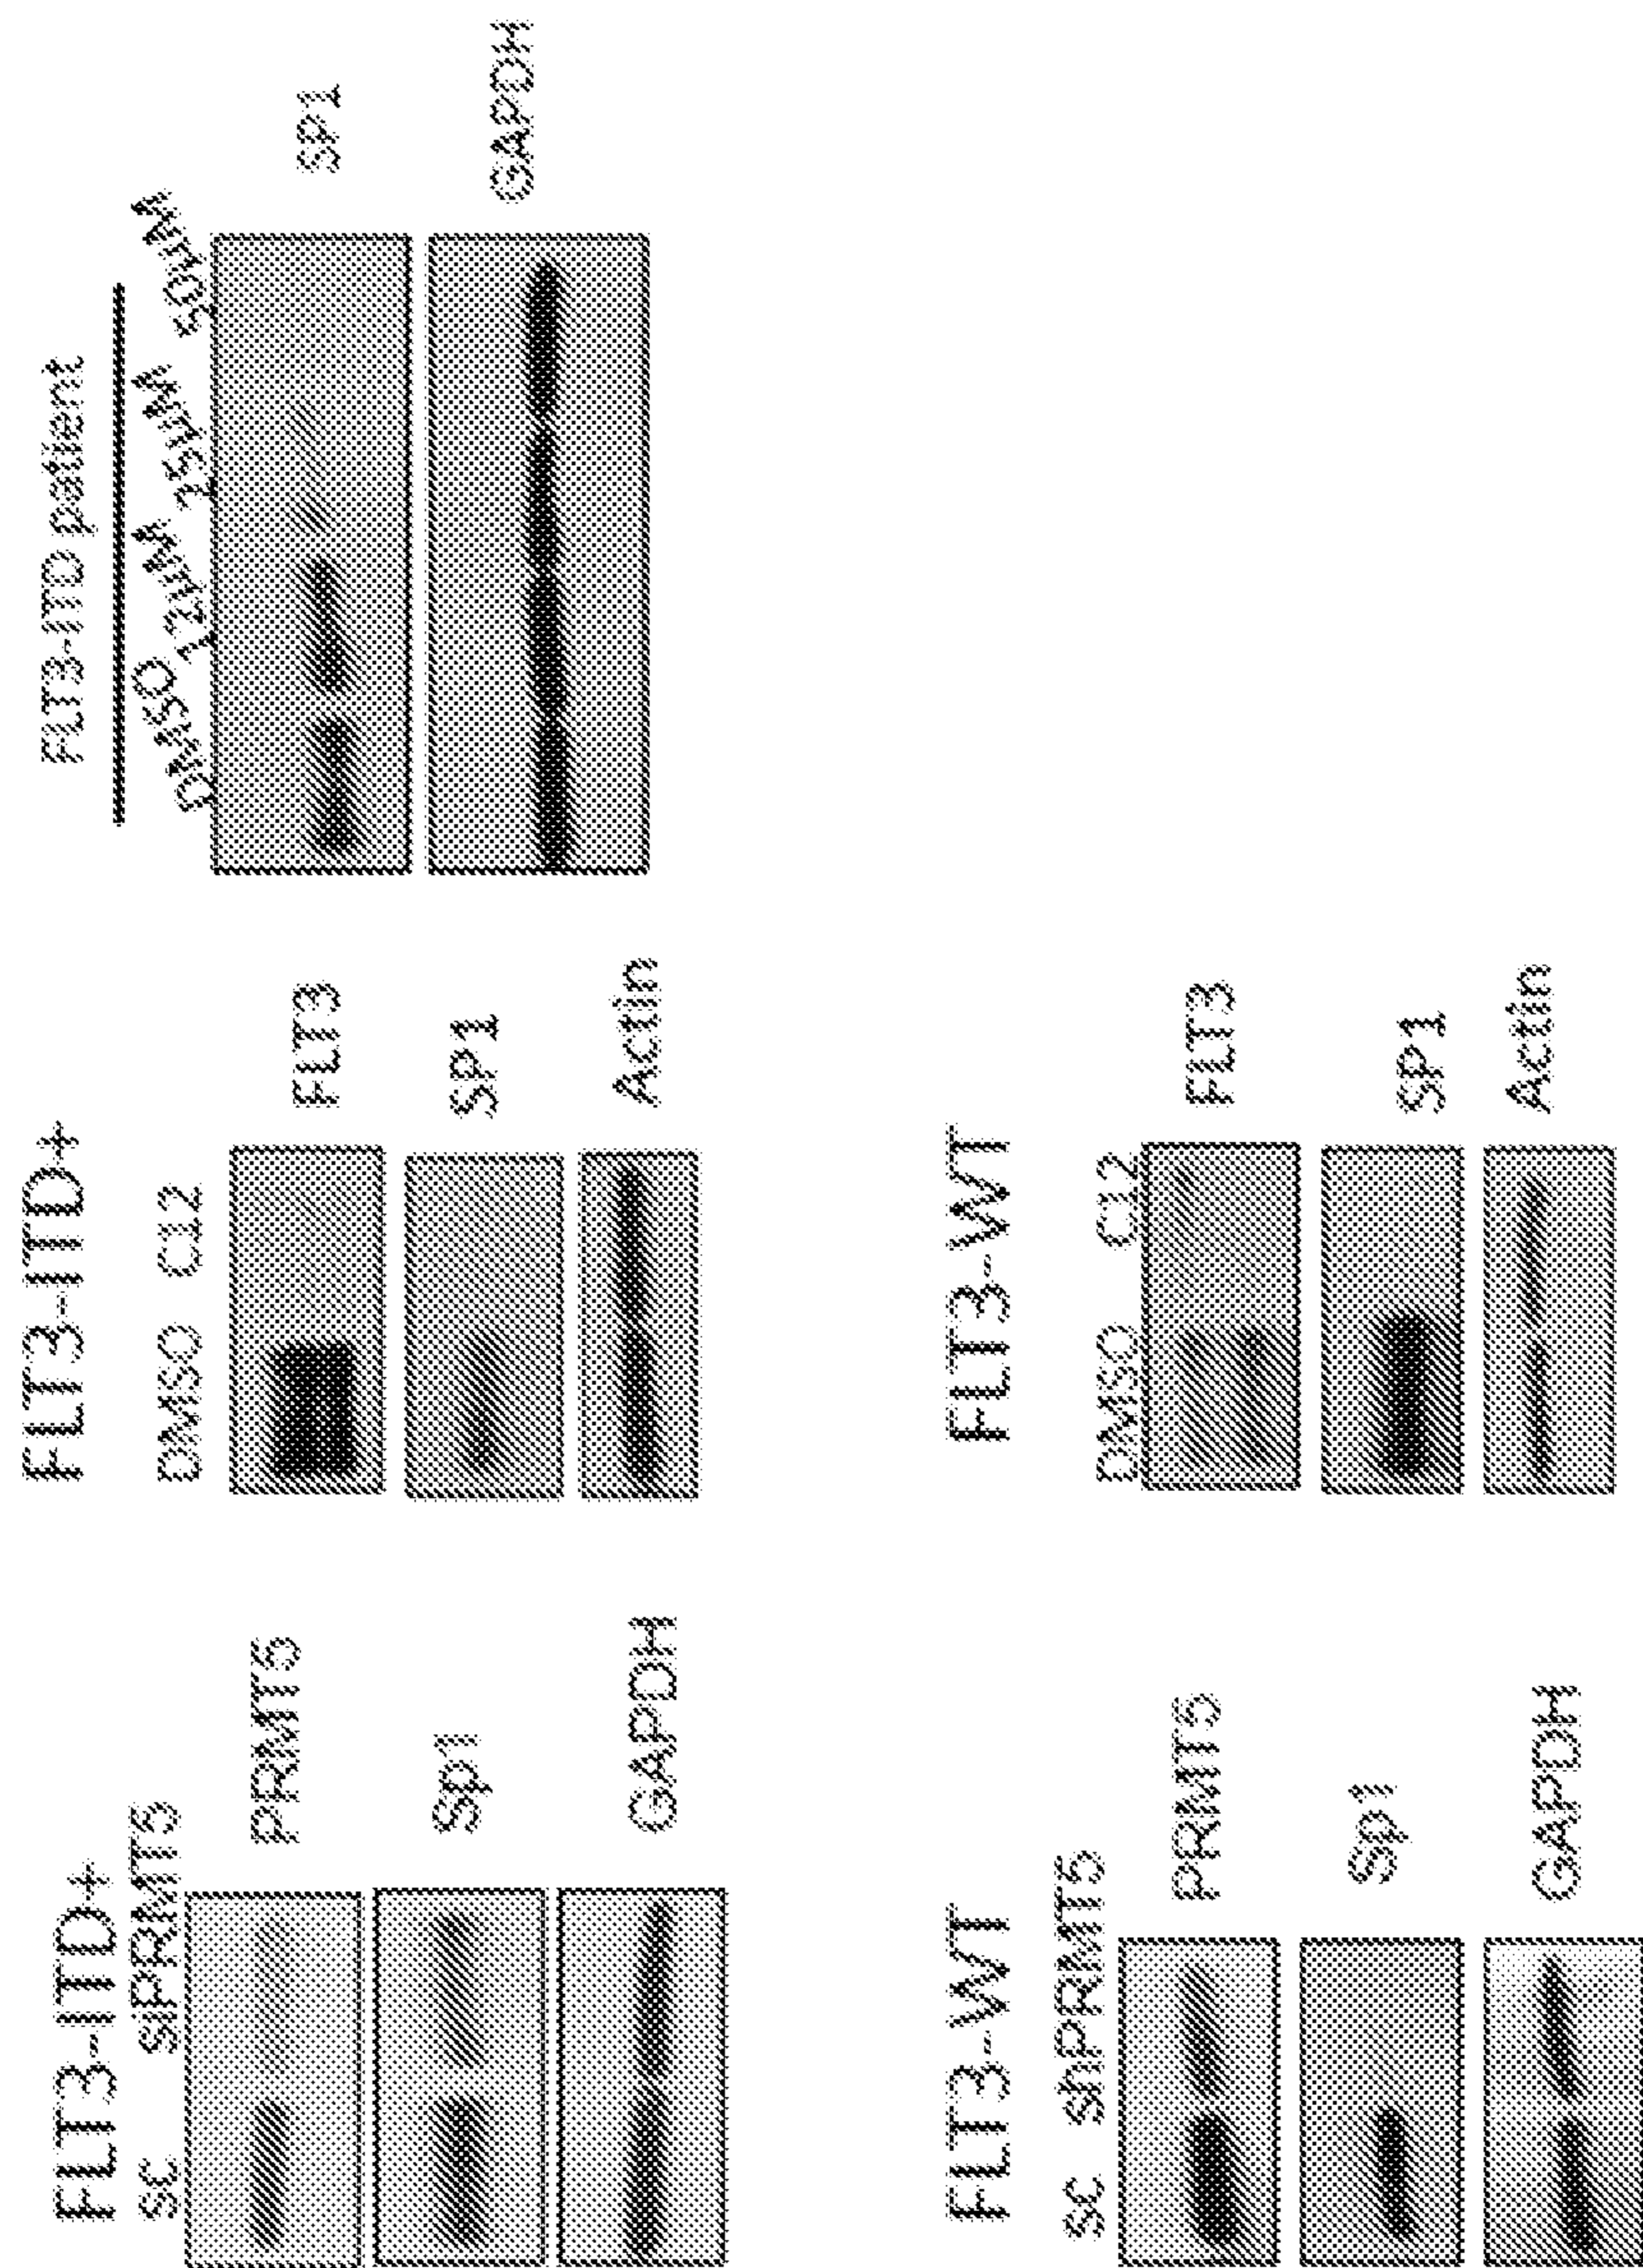 FLT3-ITD+
sc siPRMT5
PRMT5
Sp1
GAPDH
FLT3-ITD+
DMSO C12
FLT3
SP1
Actin
FLT3-ITD patient
DMSO 12uM 25uM 50uM
SP1
GAPDH
FLT3-WT
sc shPRMT5
PRMT5
Sp1
GAPDH
FLT3-WT
DMSO C12
FLT3
SP1
Actin